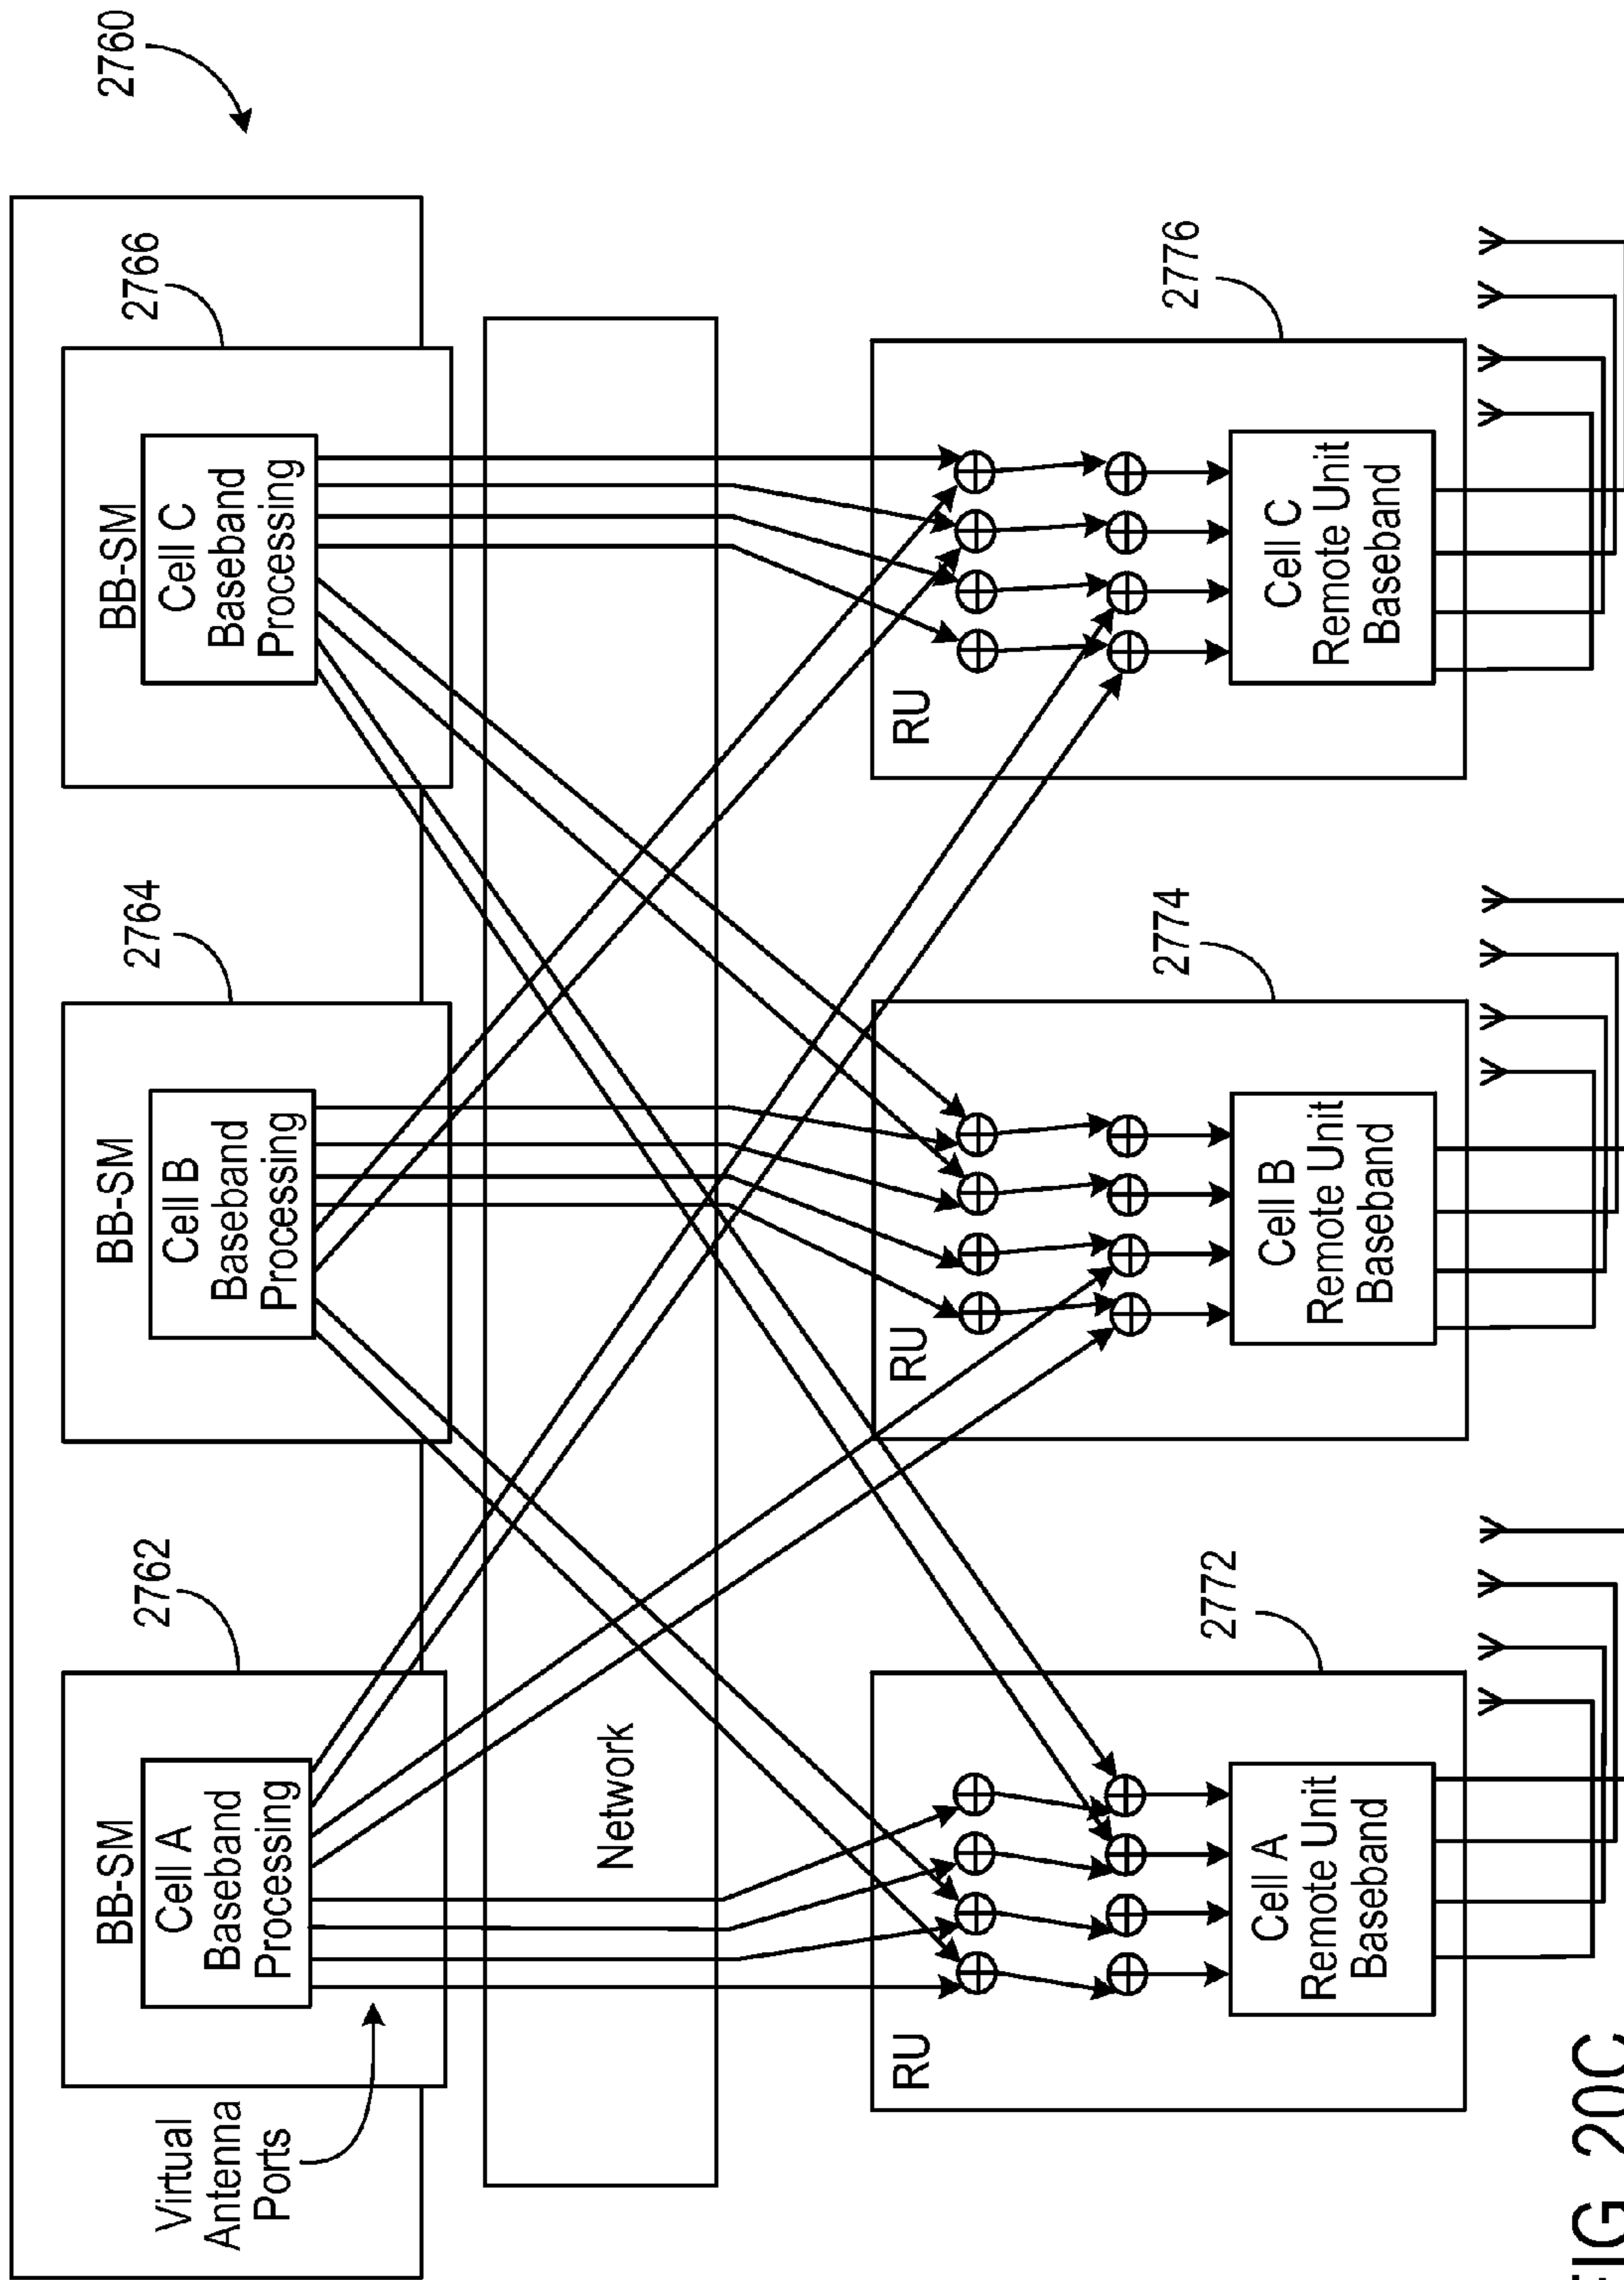 2760
2762
2764
2766
BB-SM
Cell A
Baseband
Processing
BB-SM
Cell B
Baseband
Processing
BB-SM
Cell C
Baseband
Processing
Virtual
Antenna
Ports
Network
2772
2774
2776
RU
RU
RU
Cell A
Remote Unit
Baseband
Cell B
Remote Unit
Baseband
Cell C
Remote Unit
Baseband
FIG. 20C